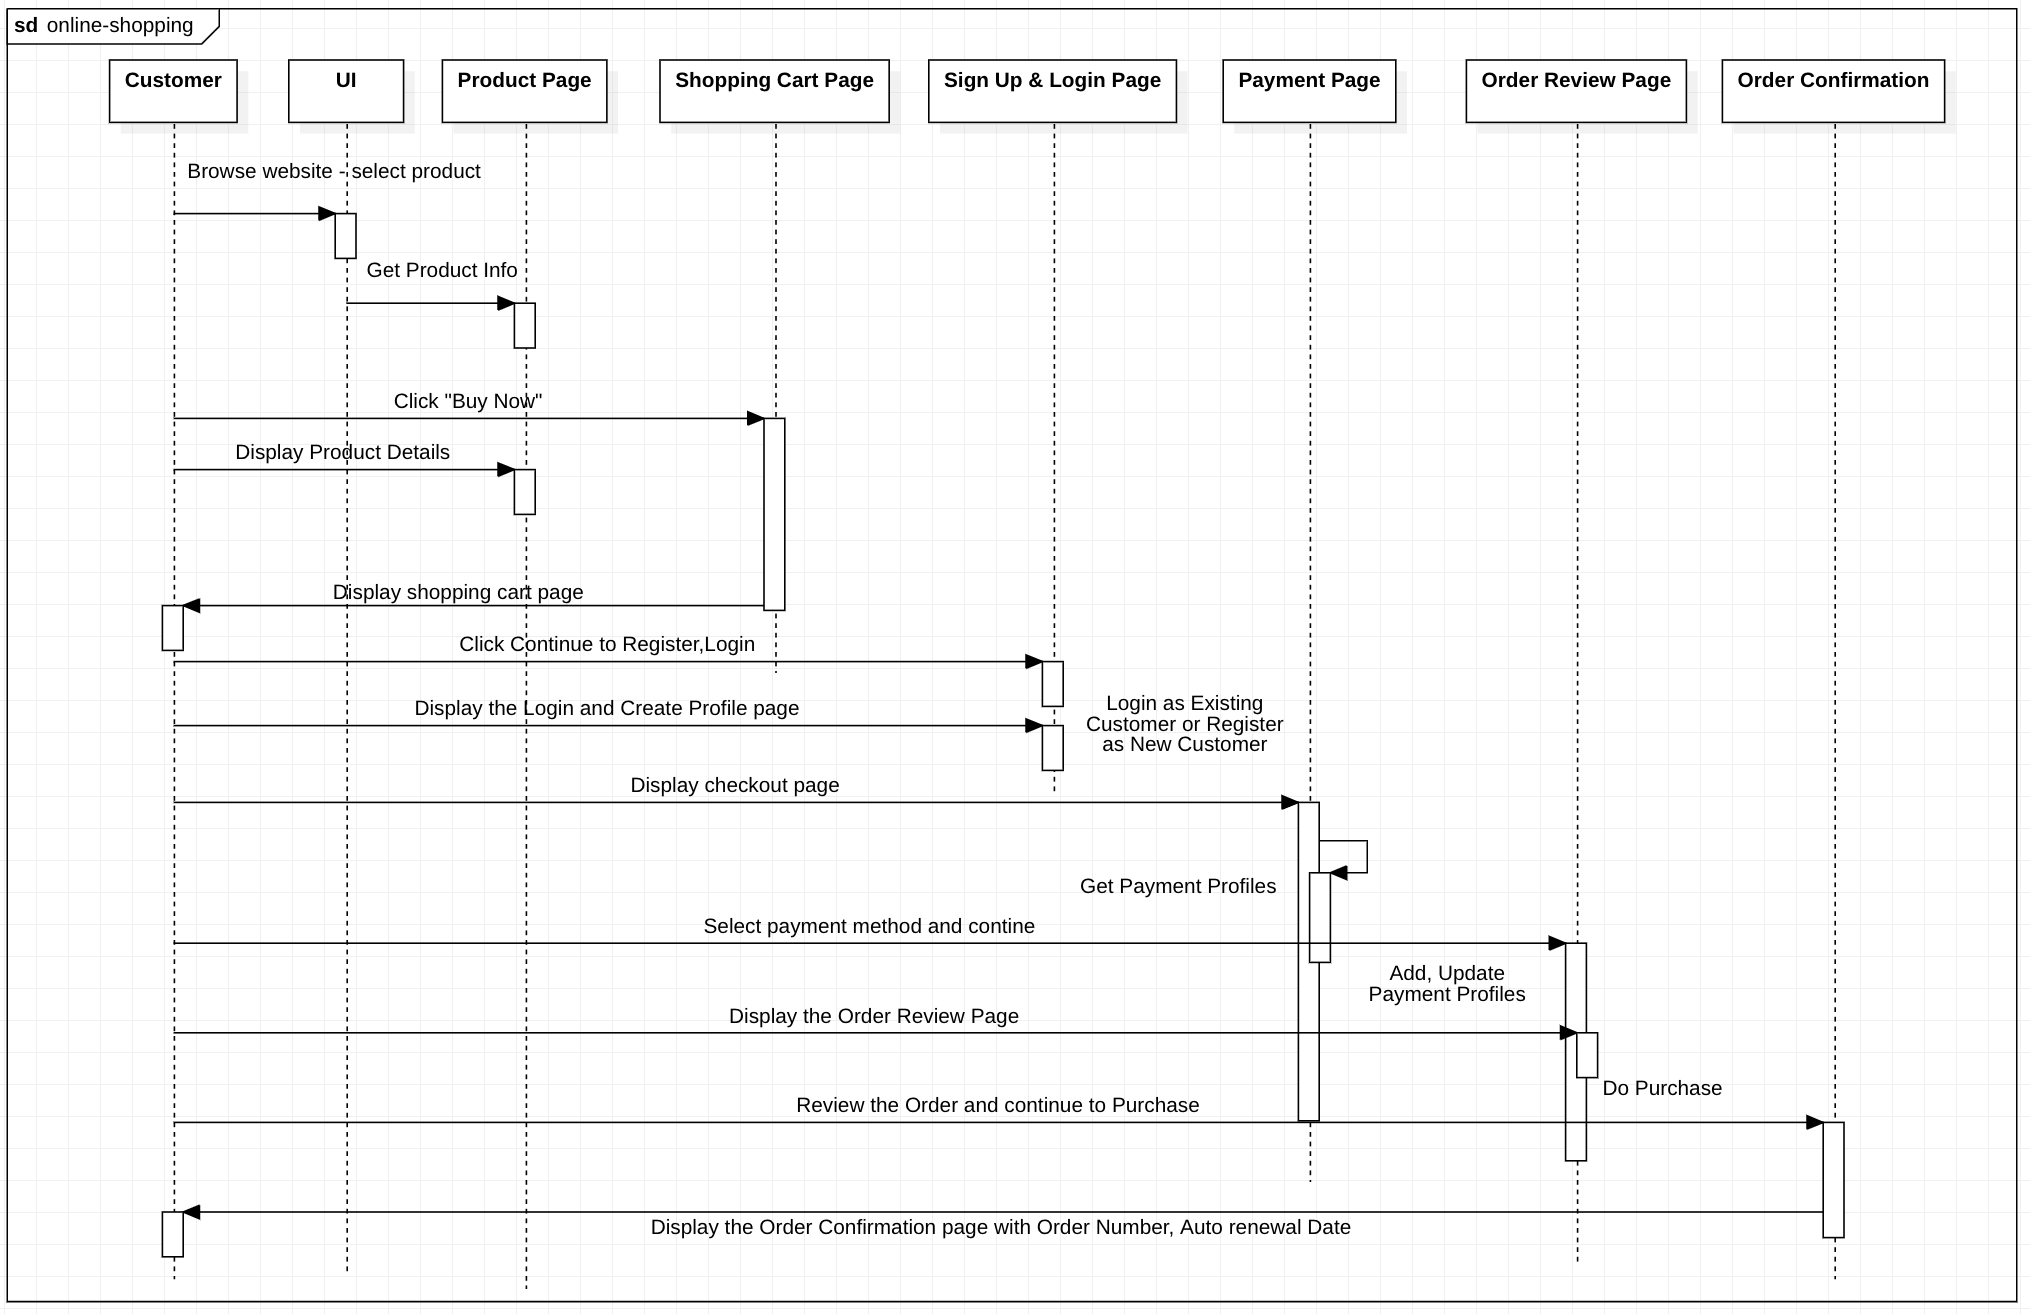 sd online-shopping
Customer
UI
Product Page
Shopping Cart Page
Sign Up & Login Page
Payment Page
Order Review Page
Order Confirmation
Browse website - select product
Get Product Info
Click "Buy Now"
Display Product Details
Display shopping cart page
Click Continue to Register,Login
Display the Login and Create Profile page
Login as Existing
Customer or Register
as New Customer
Display checkout page
Get Payment Profiles
Select payment method and contine
Add, Update
Payment Profiles
Display the Order Review Page
Do Purchase
Review the Order and continue to Purchase
Display the Order Confirmation page with Order Number, Auto renewal Date